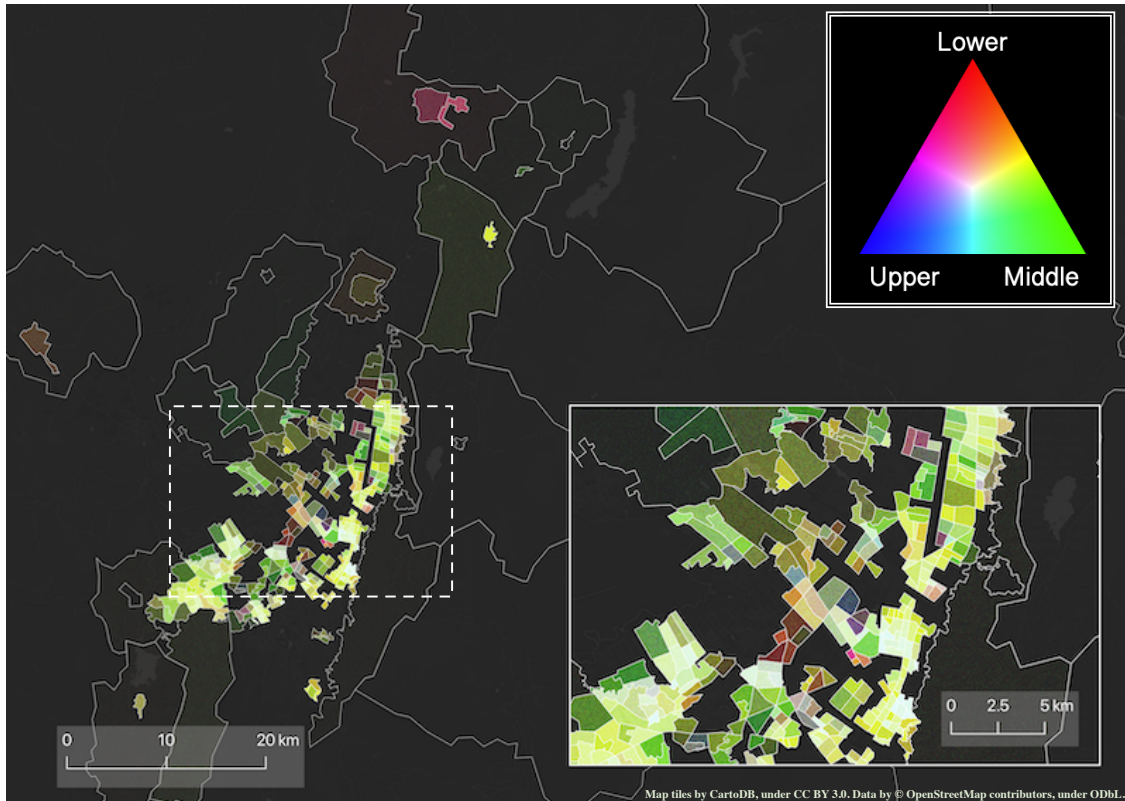 Lower
Upper Middle
0 2.5 5 km
0 10 20 km
Map tiles by CartoDB, under CC BY 3.0. Data by © OpenStreetMap contributors, under ODbL.